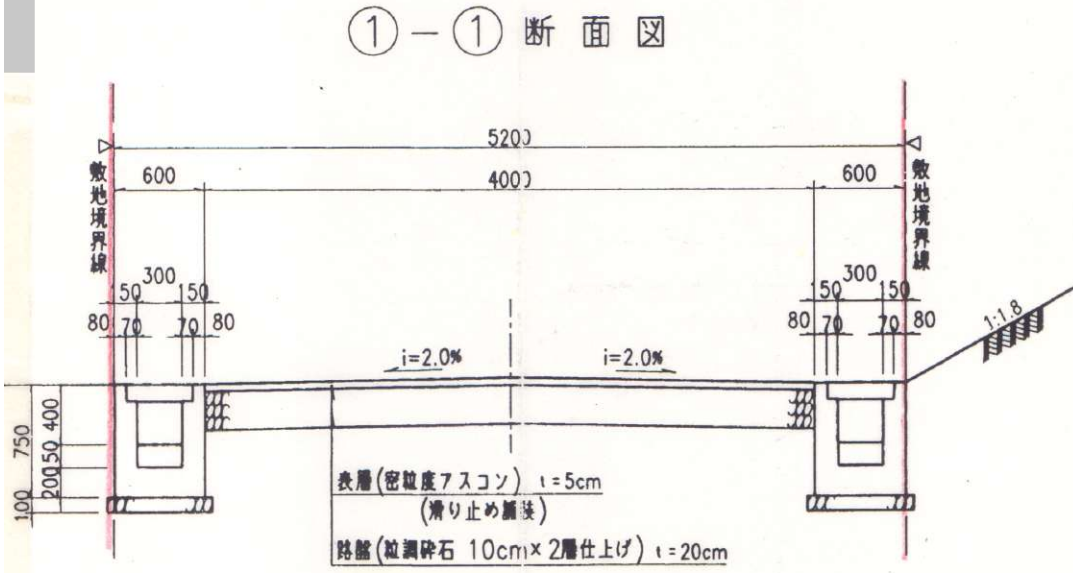 ①－① 断面図
5200
600 4000 600
敷地境界線
敷地境界線
300
150 150
80 70 70 80
300
150 150
80 70 70 80
1:1.8
i=2.0% i=2.0%
750
400
150
200
100
表層(密粒度アスコン) t=5cm
(滑り止め舗装)
路盤(粒調砕石 10cm×2層仕上げ) t=20cm